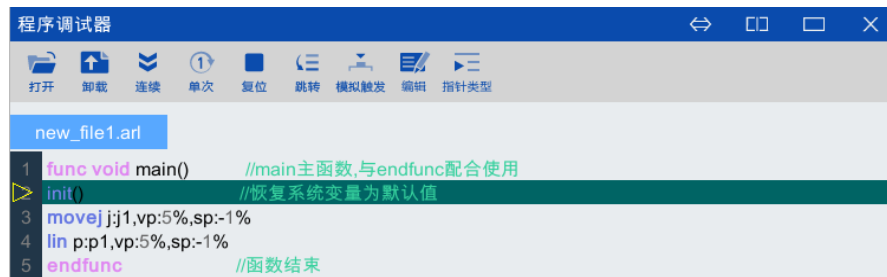 程序调试器
打开 卸载 连续 单次 复位 跳转 模拟触发 编辑 指针类型
new_file1.arl
1 func void main() //main主函数,与endfunc配合使用
2 init() //恢复系统变量为默认值
3 movej j:j1,vp:5%,sp:-1%
4 lin p:p1,vp:5%,sp:-1%
5 endfunc //函数结束